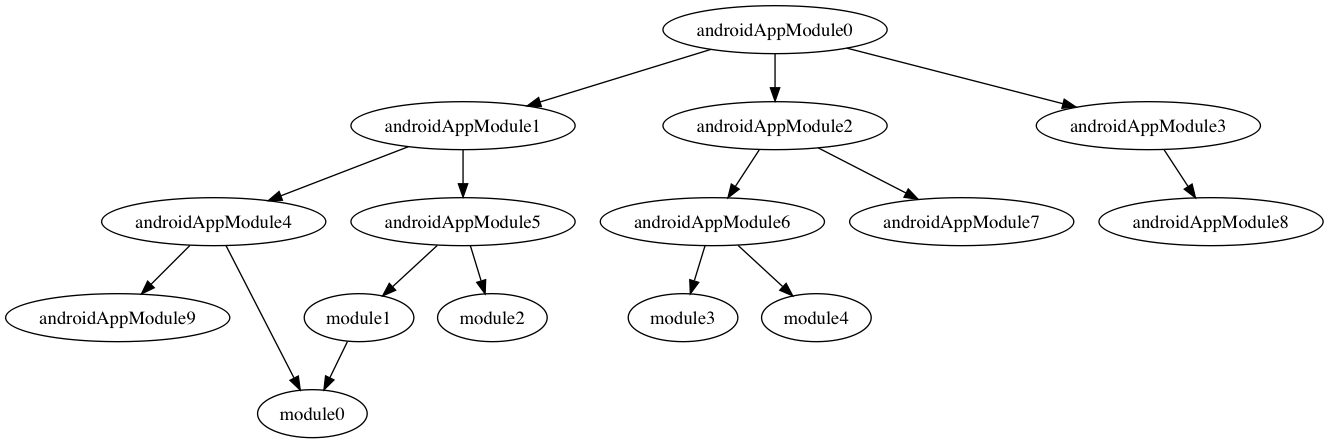 androidAppModule0
androidAppModule1
androidAppModule2
androidAppModule3
androidAppModule4
androidAppModule5
androidAppModule6
androidAppModule7
androidAppModule8
androidAppModule9
module1
module2
module3
module4
module0